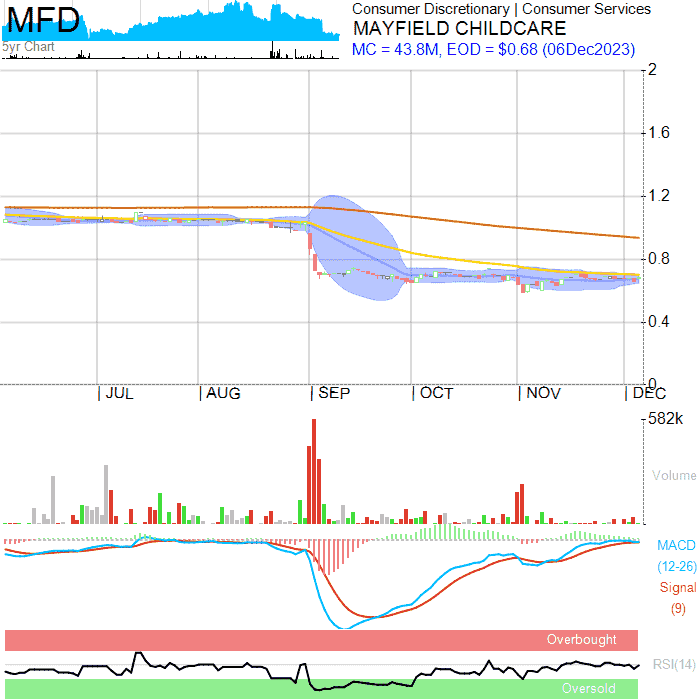 MFD
5yr Chart
Consumer Discretionary | Consumer Services
MAYFIELD CHILDCARE
MC = 43.8M, EOD = $0.68 (06Dec2023)
2
1.6
1.2
0.8
0.4
0
JUL
AUG
SEP
OCT
NOV
DEC
582k
Volume
MACD
(12-26)
Signal
(9)
Overbought
RSI(14)
Oversold